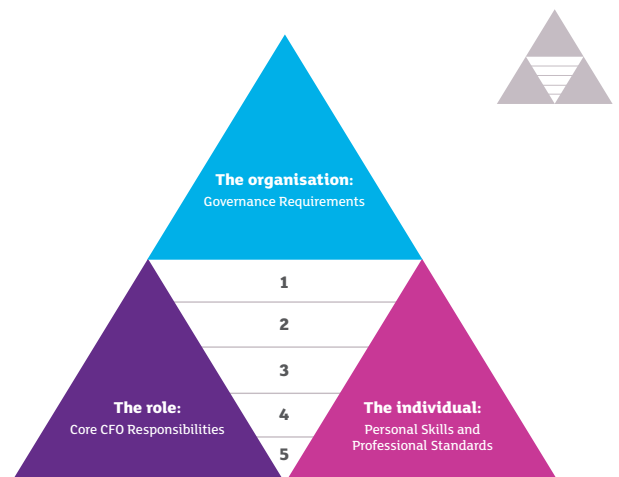 The organisation:
Governance Requirements
1
2
3
4
5
The role:
Core CFO Responsibilities
The individual:
Personal Skills and
Professional Standards